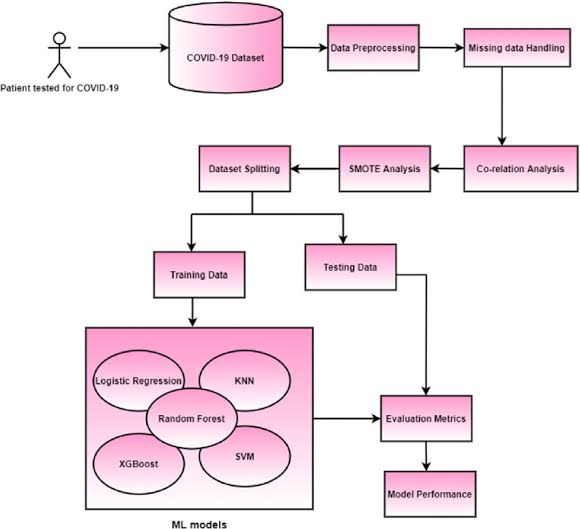 Patient tested for COVID-19
COVID-19 Dataset
Data Preprocessing
Missing data Handling
Co-relation Analysis
SMOTE Analysis
Dataset Splitting
Training Data
Testing Data
Logistic Regression
KNN
Random Forest
XGBoost
SVM
ML models
Evaluation Metrics
Model Performance